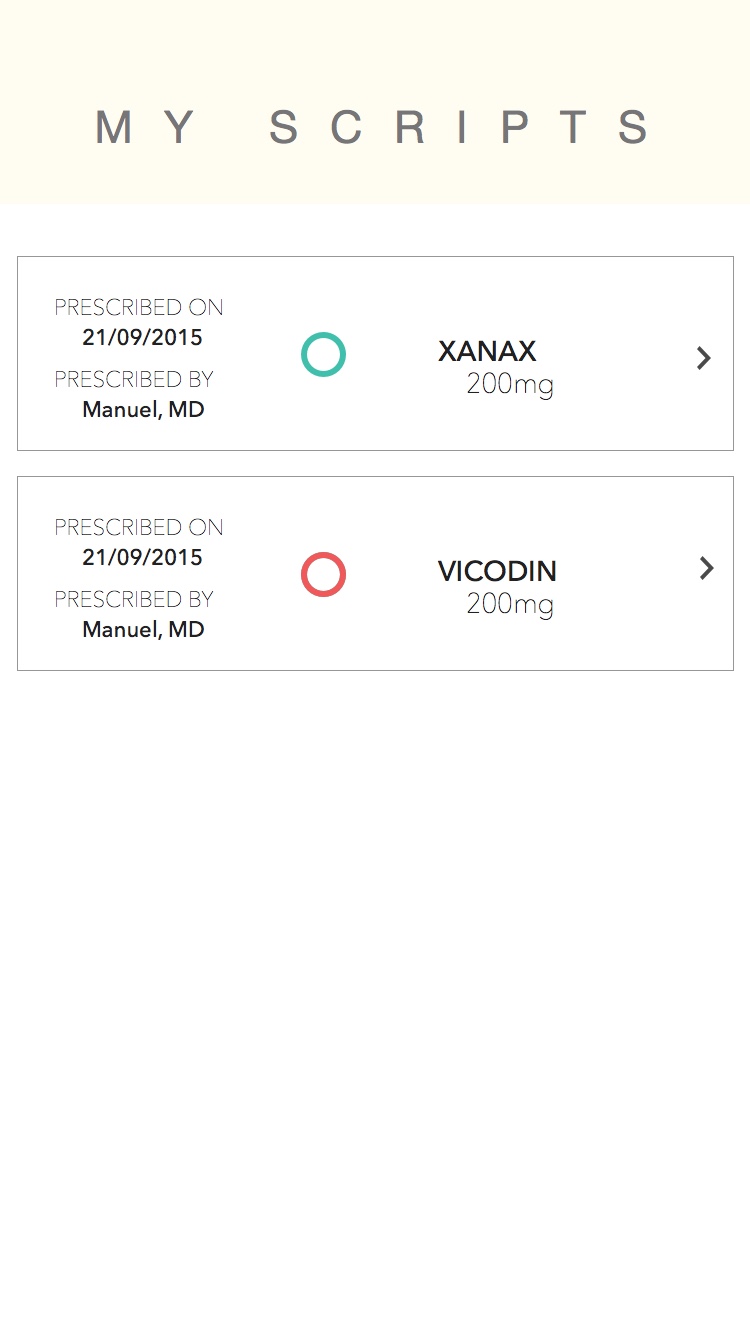 MY SCRIPTS
PRESCRIBED ON
21/09/2015
PRESCRIBED BY
Manuel, MD
XANAX
200mg
PRESCRIBED ON
21/09/2015
PRESCRIBED BY
Manuel, MD
VICODIN
200mg